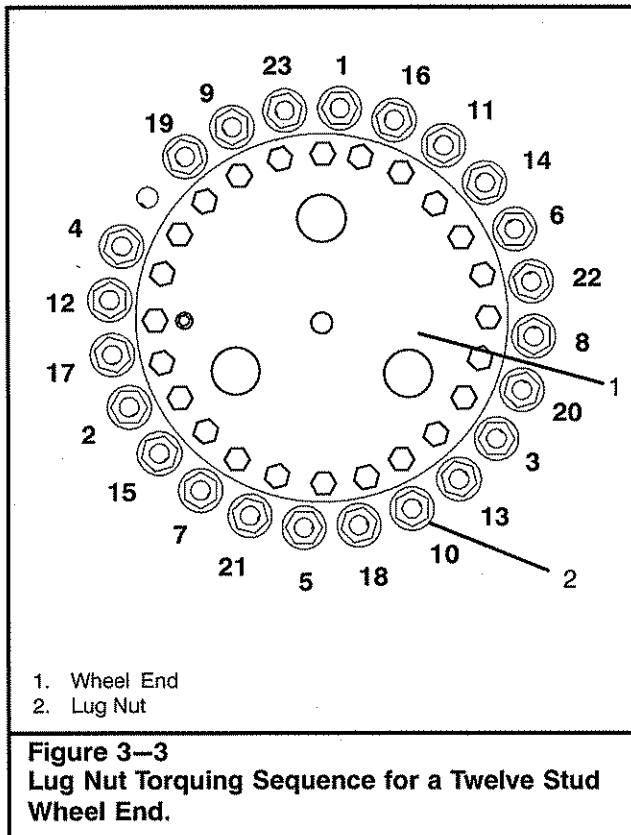 23 1 16
9 11
19 14
4 6
12 22
17 8
2 20 1
15 3
7 13
21 5 18 10 2
1. Wheel End
2. Lug Nut
Figure 3—3
Lug Nut Torquing Sequence for a Twelve Stud
Wheel End.